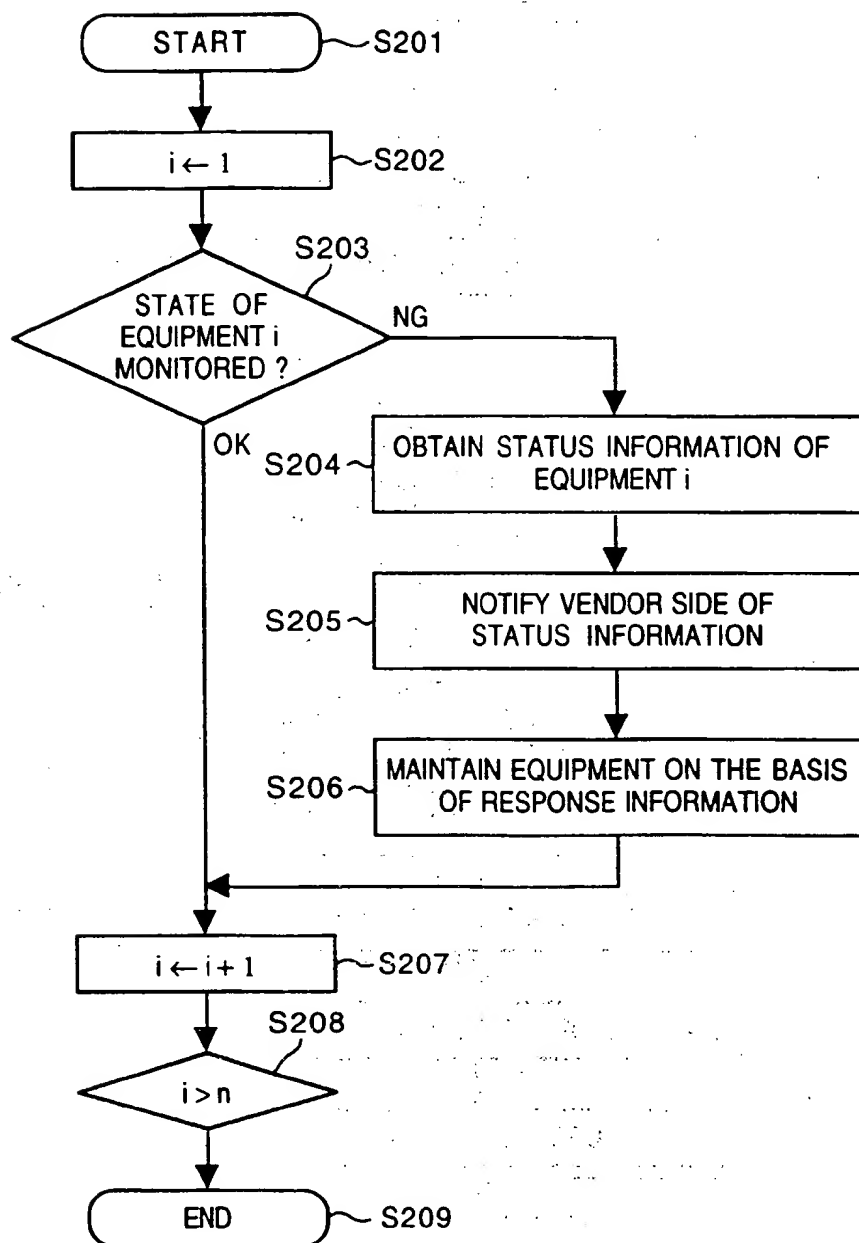 START
S201
i ← 1
S202
S203
STATE OF
EQUIPMENT i
MONITORED ?
NG
OK
S204
OBTAIN STATUS INFORMATION OF
EQUIPMENT i
S205
NOTIFY VENDOR SIDE OF
STATUS INFORMATION
S206
MAINTAIN EQUIPMENT ON THE BASIS
OF RESPONSE INFORMATION
i ← i + 1
S207
S208
i > n
END
S209